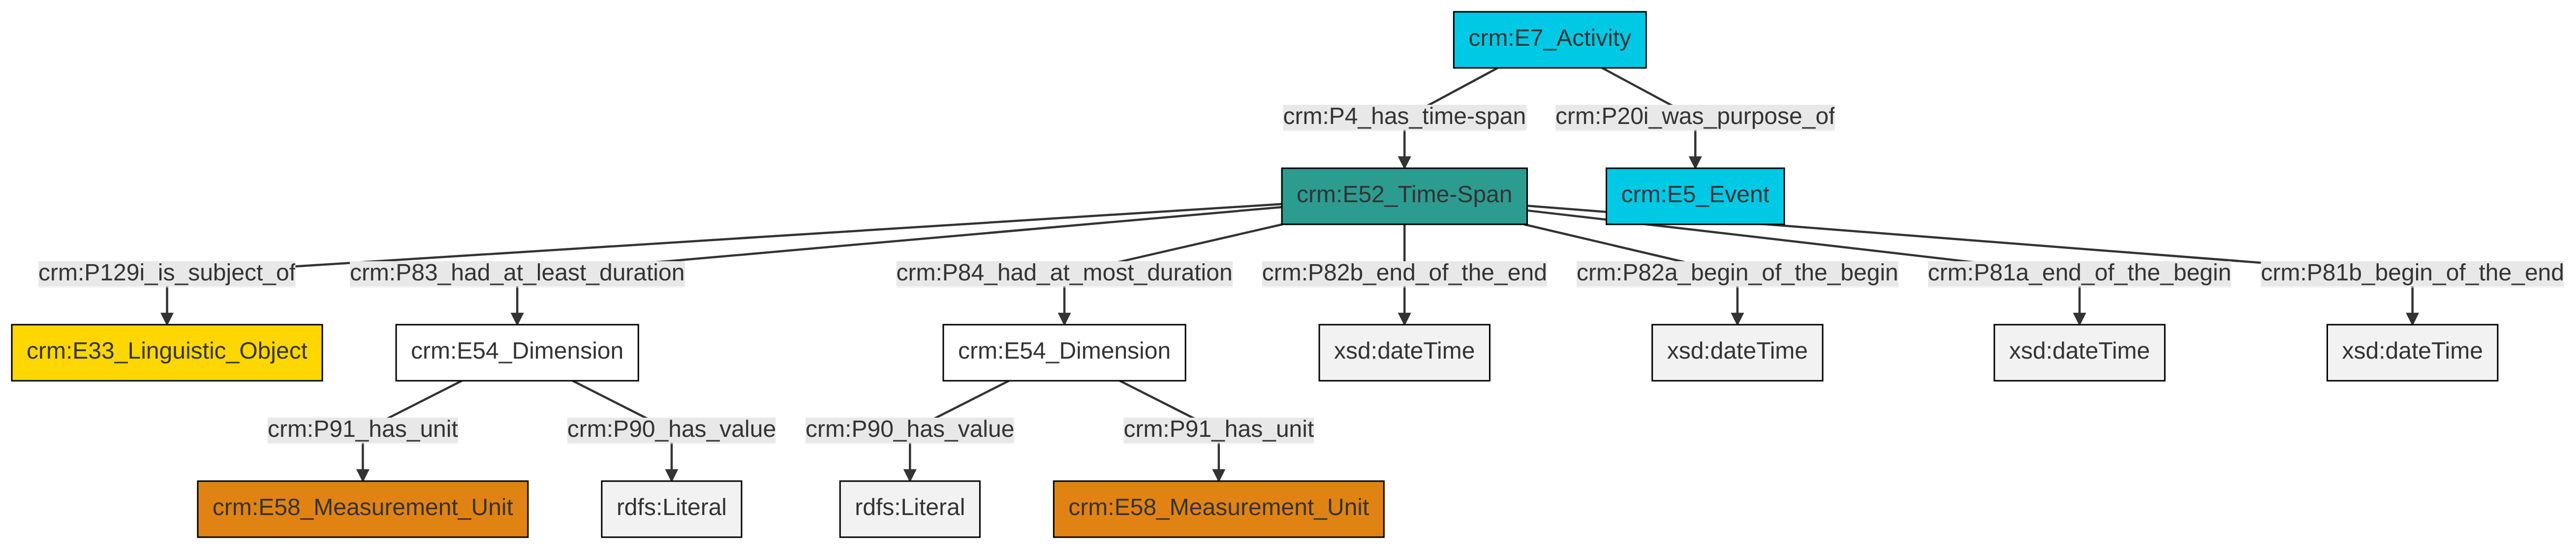 crm:E7_Activity
crm:P4_has_time-span
crm:P20i_was_purpose_of
crm:E52_Time-Span
crm:E5_Event
crm:P129i_is_subject_of
crm:P83_had_at_least_duration
crm:P84_had_at_most_duration
crm:P82b_end_of_the_end
crm:P82a_begin_of_the_begin
crm:P81a_end_of_the_begin
crm:P81b_begin_of_the_end
crm:E33_Linguistic_Object
crm:E54_Dimension
crm:E54_Dimension
xsd:dateTime
xsd:dateTime
xsd:dateTime
xsd:dateTime
crm:P91_has_unit
crm:P90_has_value
crm:P90_has_value
crm:P91_has_unit
crm:E58_Measurement_Unit
rdfs:Literal
rdfs:Literal
crm:E58_Measurement_Unit